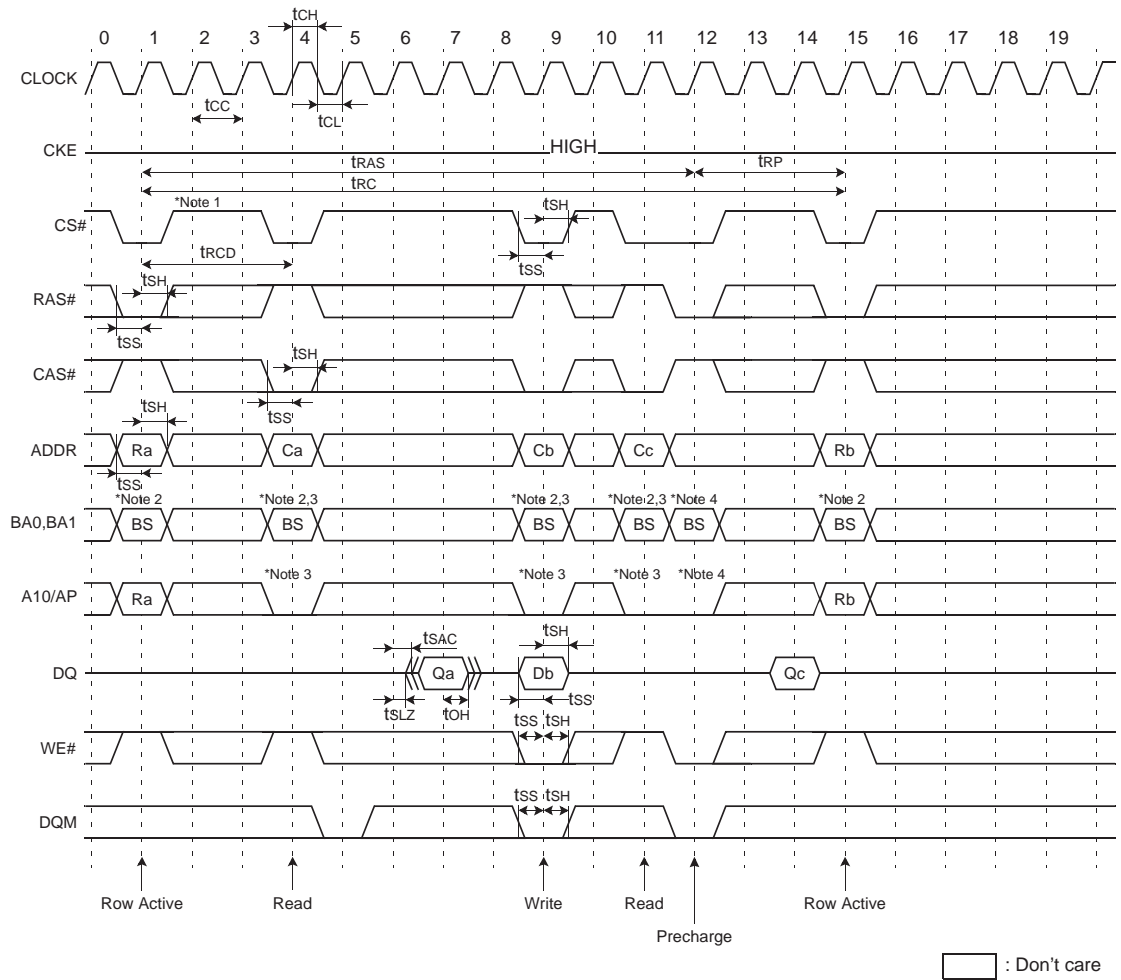 tCH
0 1 2 3 4 5 6 7 8 9 10 11 12 13 14 15 16 17 18 19
CLOCK
tCC
tCL
CKE
HIGH
tRAS
tRP
tRC
*Note 1
CS#
tSH
tSS
tRCD
RAS#
tSH
tSS
CAS#
tSH
tSS
tSH
ADDR
Ra Ca Cb Cc Rb
tSS
*Note 2 *Note 2,3 *Note 2,3 *Note 2,3 *Note 4 *Note 2
BA0,BA1
BS BS BS BS BS BS
*Note 3 *Note 3 *Note 3 *Note 4
A10/AP
Ra Rb
tSAC tSH
DQ
Qa Db Qc
tSLZ tOH tSS
tSS tSH
WE#
tSS tSH
DQM
Row Active Read Write Read Row Active
Precharge
: Don't care